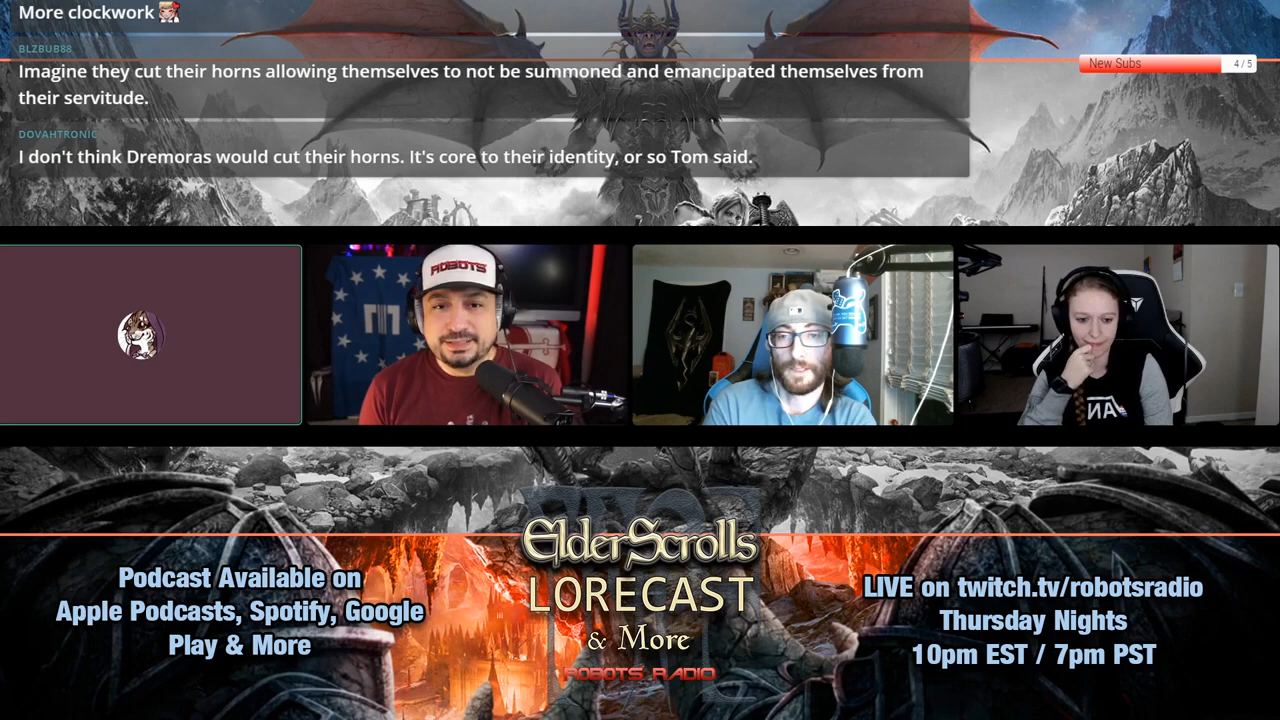 More clockwork
BLZBUB88
Imagine they cut their horns allowing themselves to not be summoned and emancipated themselves from
their servitude.
DOVAHTRONIC
I don't think Dremoras would cut their horns. It's core to their identity, or so Tom said.
New Subs
4 / 5
ROBOTS
AN
ElderScrolls
LORECAST
& More
ROBOTS RADIO
Podcast Available on
Apple Podcasts, Spotify, Google
Play & More
LIVE on twitch.tv/robotsradio
Thursday Nights
10pm EST / 7pm PST